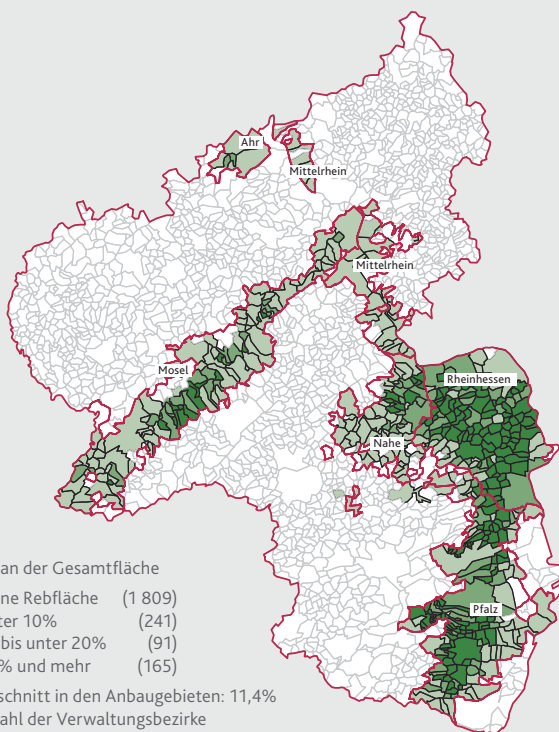 Ahr
Mittelrhein
Mittelrhein
Mosel
Rheinhessen
Nahe
Pfalz
an der Gesamtfläche
ne Rebfläche (1 809)
ter 10% (241)
bis unter 20% (91)
% und mehr (165)
schnitt in den Anbaugebieten: 11,4%
ahl der Verwaltungsbezirke